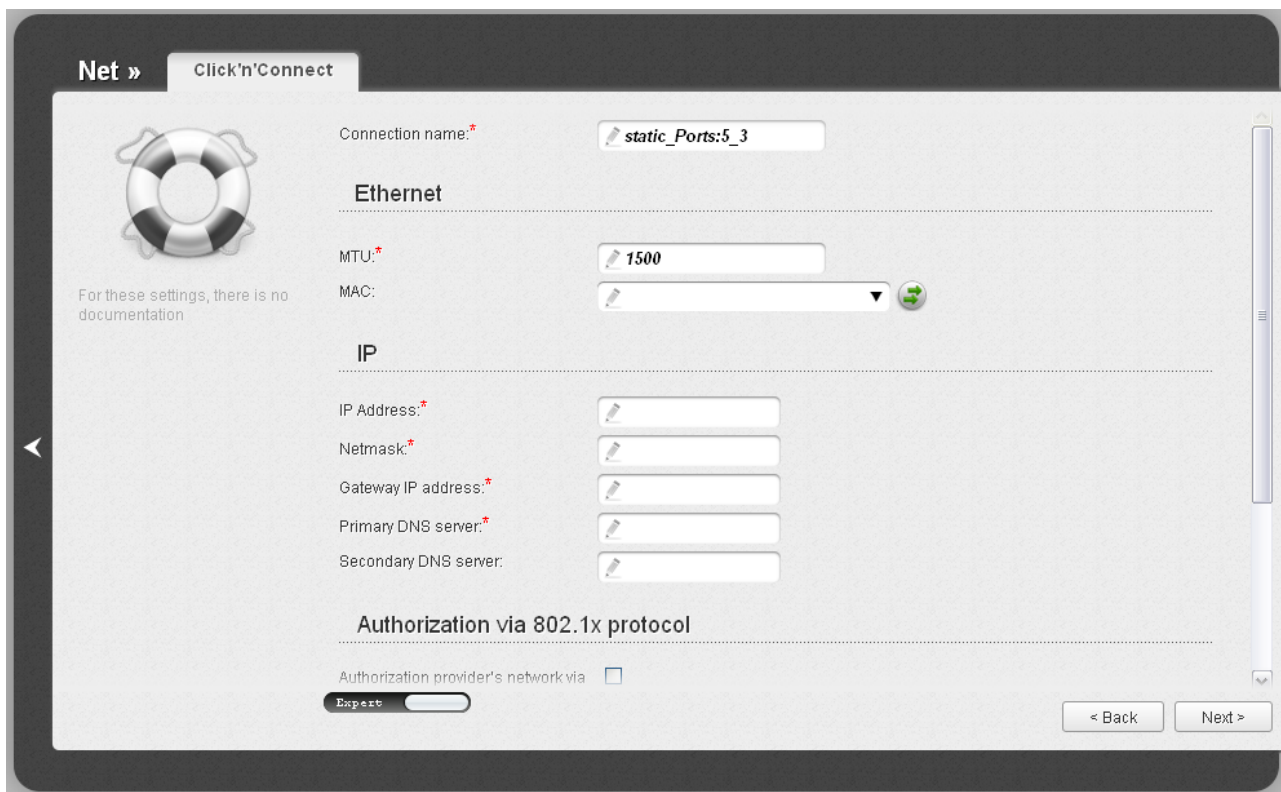 Net » Click'n'Connect
For these settings, there is no
documentation
Connection name:* static_Ports:5_3
Ethernet
MTU:* 1500
MAC:
IP
IP Address:*
Netmask:*
Gateway IP address:*
Primary DNS server:*
Secondary DNS server:
Authorization via 802.1x protocol
Authorization provider's network via
Expert
< Back Next >